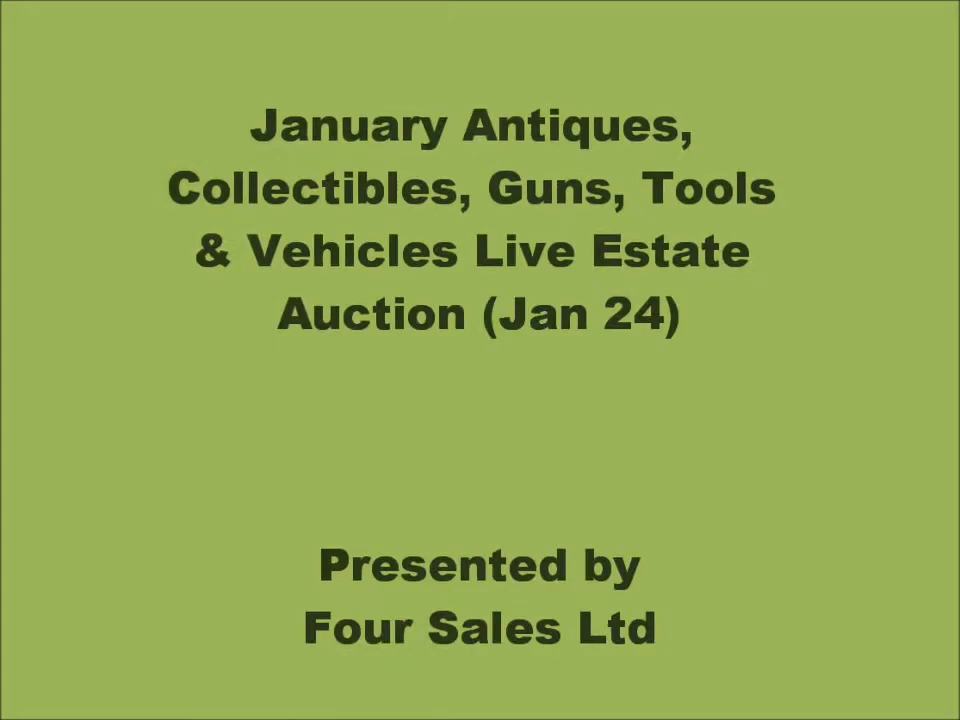 January Antiques,
Collectibles, Guns, Tools
& Vehicles Live Estate
Auction (Jan 24)
Presented by
Four Sales Ltd